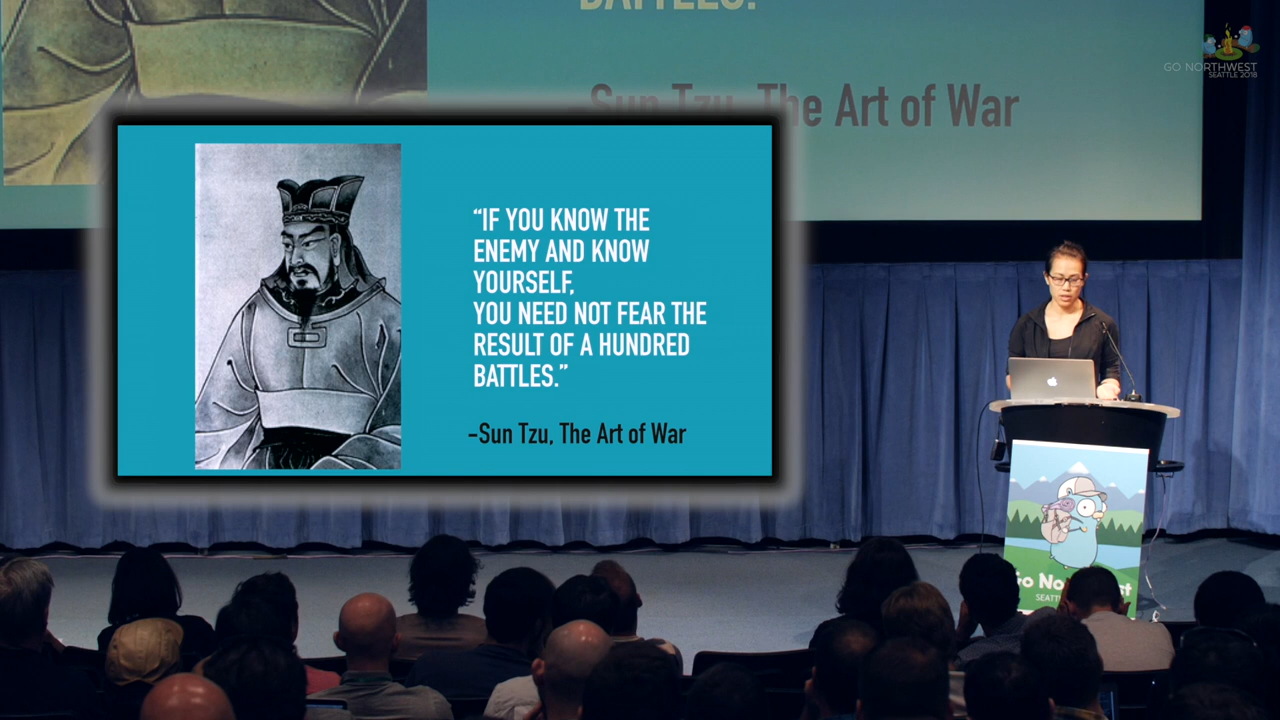 BATTLES.
GO NORTHWEST
SEATTLE 2018
Sun Tzu, The Art of War
“IF YOU KNOW THE
ENEMY AND KNOW
YOURSELF,
YOU NEED NOT FEAR THE
RESULT OF A HUNDRED
BATTLES.”
-Sun Tzu, The Art of War